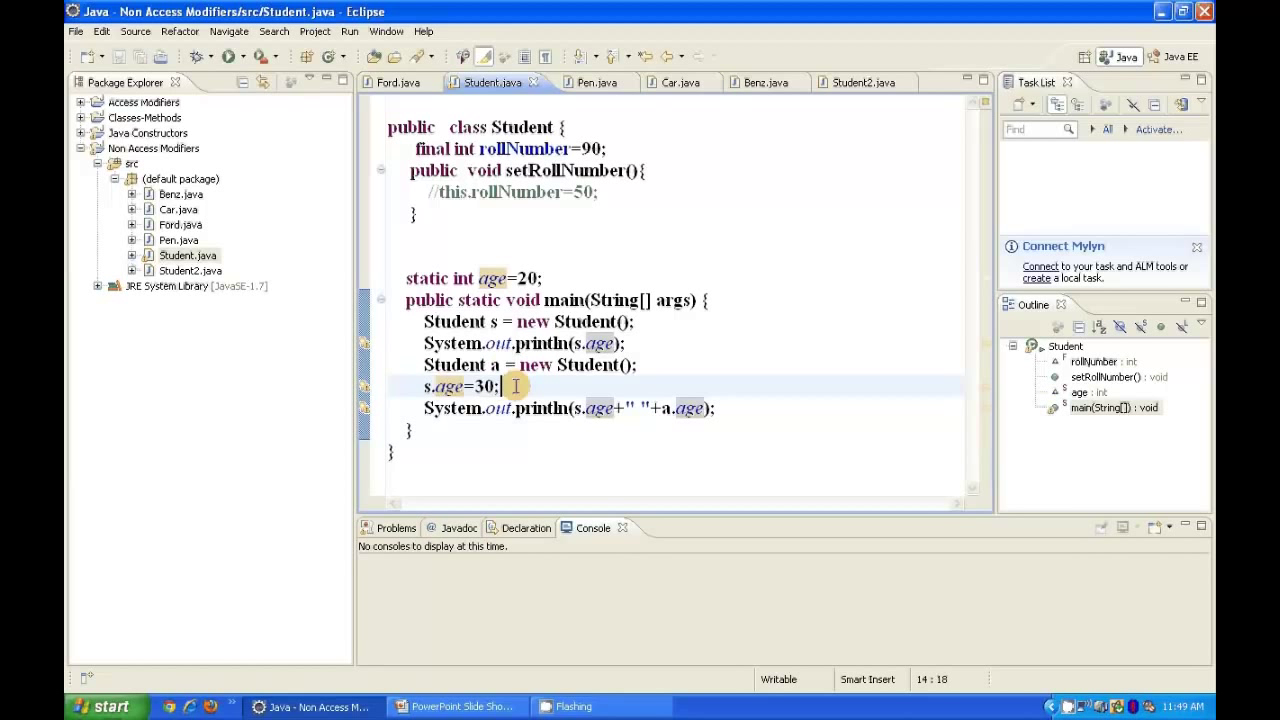 Java - Non Access Modifiers/src/Student.java - Eclipse
File Edit Source Refactor Navigate Search Project Run Window Help
Java Java EE
Package Explorer
Ford.java Student.java Pen.java Car.java Benz.java Student2.java
Task List
Access Modifiers
Classes-Methods
Java Constructors
Non Access Modifiers
src
(default package)
Benz.java
Car.java
Ford.java
Pen.java
Student.java
Student2.java
JRE System Library [JavaSE-1.7]
public class Student {
final int rollNumber=90;
public void setRollNumber(){
//this.rollNumber=50;
}
static int age=20;
public static void main(String[] args) {
Student s = new Student();
System.out.println(s.age);
Student a = new Student();
s.age=30;
System.out.println(s.age+" "+a.age);
}
}
Find All Activate...
Connect Mylyn
Connect to your task and ALM tools or
create a local task.
Outline
Student
rollNumber : int
setRollNumber() : void
age : int
main(String[]) : void
Problems Javadoc Declaration Console
No consoles to display at this time.
Writable Smart Insert 14 : 18
start Java - Non Access M... PowerPoint Slide Sho... Flashing 11:49 AM